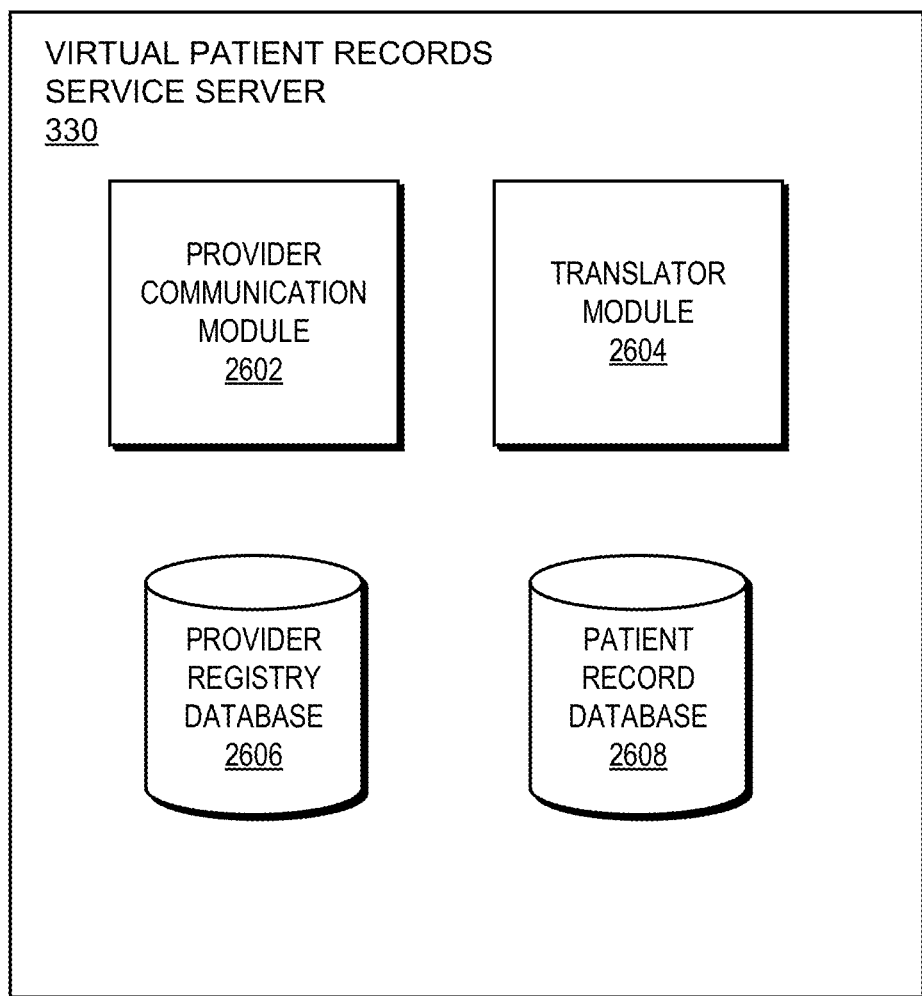 VIRTUAL PATIENT RECORDS
SERVICE SERVER
330
PROVIDER
COMMUNICATION
MODULE
2602
TRANSLATOR
MODULE
2604
PROVIDER
REGISTRY
DATABASE
2606
PATIENT
RECORD
DATABASE
2608